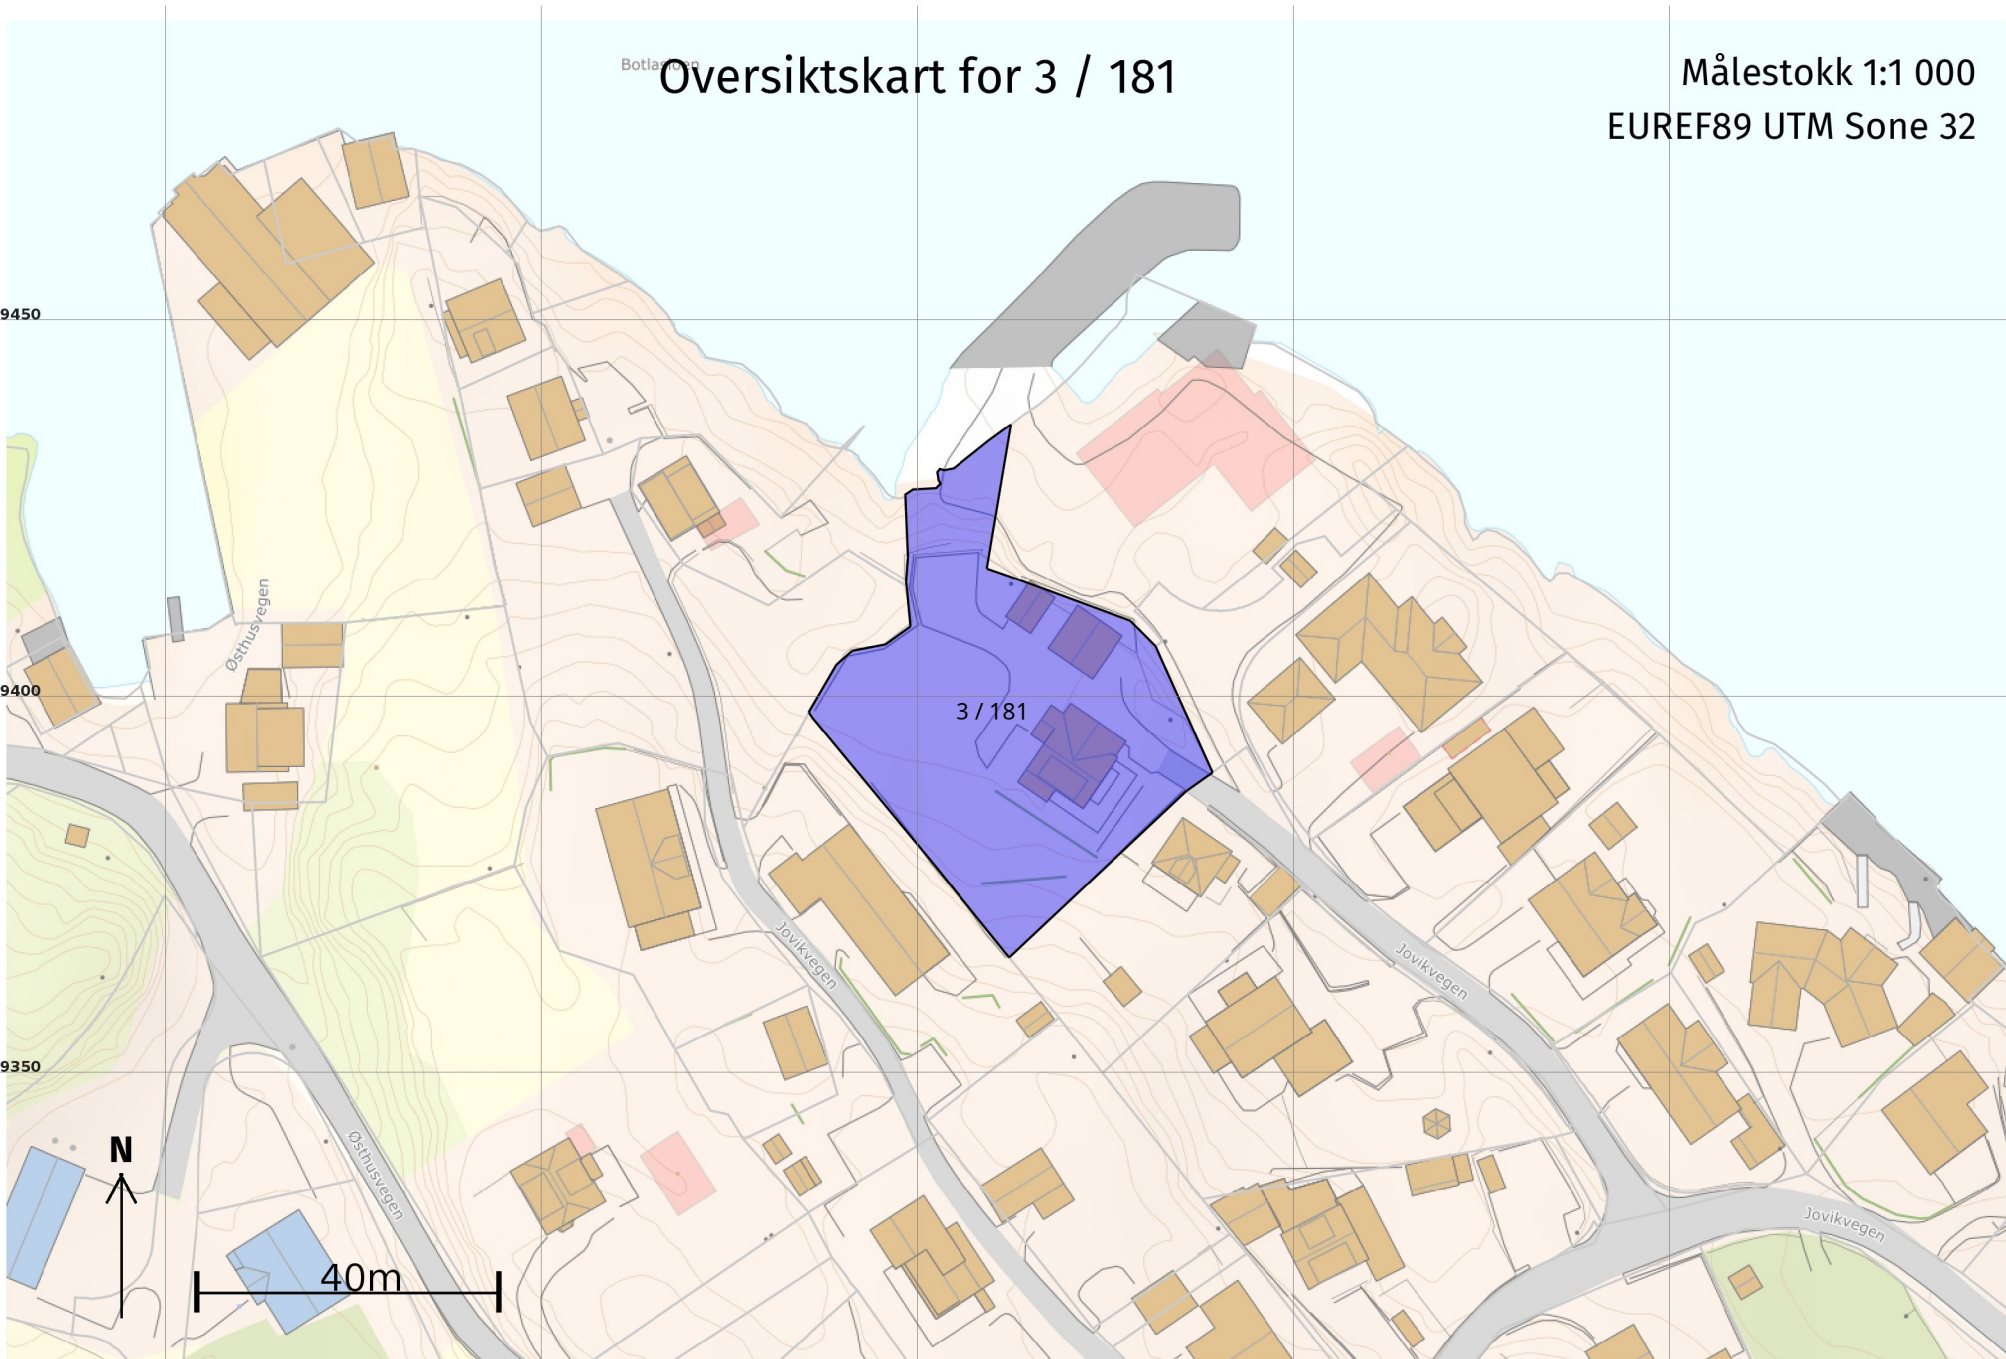 Botlasjøen
Oversiktskart for 3 / 181
Målestokk 1:1 000
EUREF89 UTM Sone 32
9450
Østhusvegen
9400
3 / 181
Jovikvegen
Jovikvegen
9350
N
Østhusvegen
Jovikvegen
40m